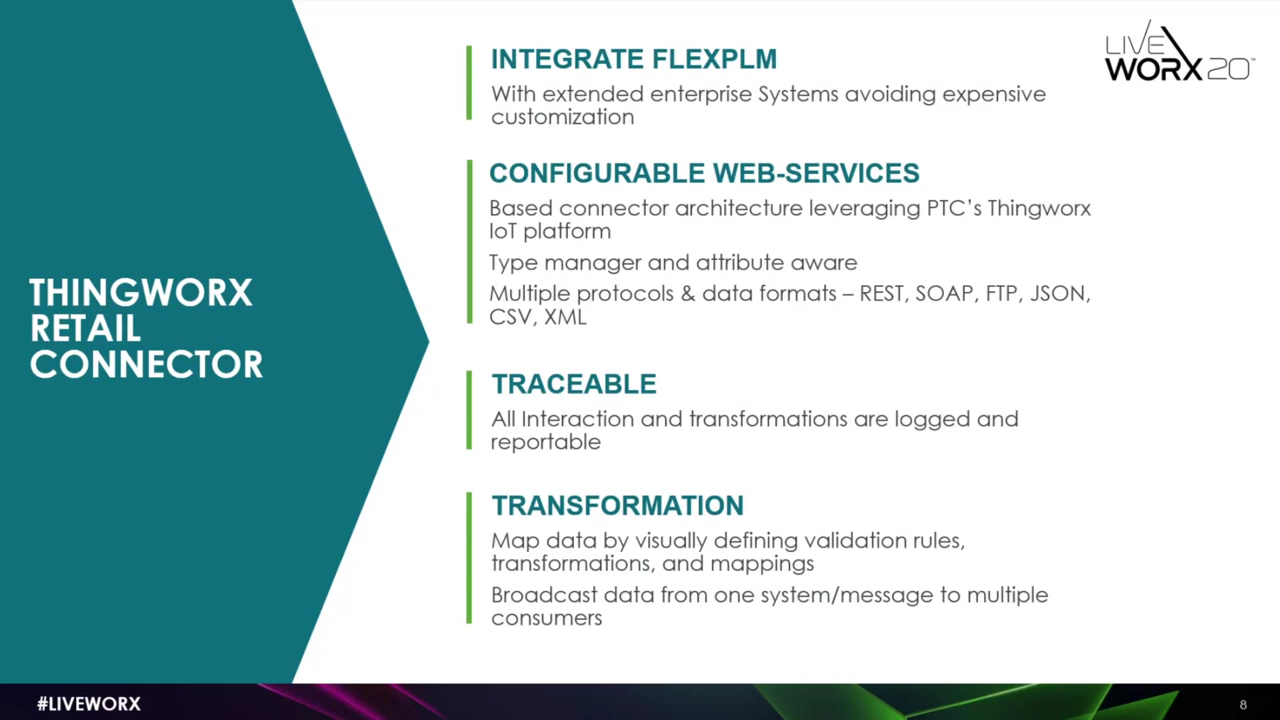 THINGWORX
RETAIL
CONNECTOR
INTEGRATE FLEXPLM
With extended enterprise Systems avoiding expensive
customization
CONFIGURABLE WEB-SERVICES
Based connector architecture leveraging PTC's Thingworx
IoT platform
Type manager and attribute aware
Multiple protocols & data formats – REST, SOAP, FTP, JSON,
CSV, XML
TRACEABLE
All Interaction and transformations are logged and
reportable
TRANSFORMATION
Map data by visually defining validation rules,
transformations, and mappings
Broadcast data from one system/message to multiple
consumers
LIVE
WORX 20™
#LIVEWORX
8